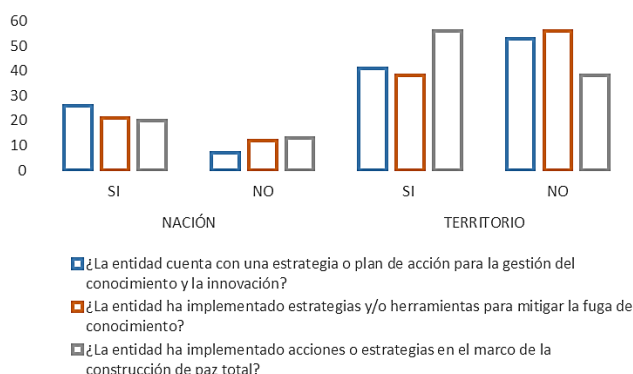 60
50
40
30
20
10
0
SI NO SI NO
NACIÓN TERRITORIO
¿La entidad cuenta con una estrategia o plan de acción para la gestión del
conocimiento y la innovación?
¿La entidad ha implementado estrategias y/o herramientas para mitigar la fuga de
conocimiento?
¿La entidad ha implementado acciones o estrategias en el marco de la
construcción de paz total?